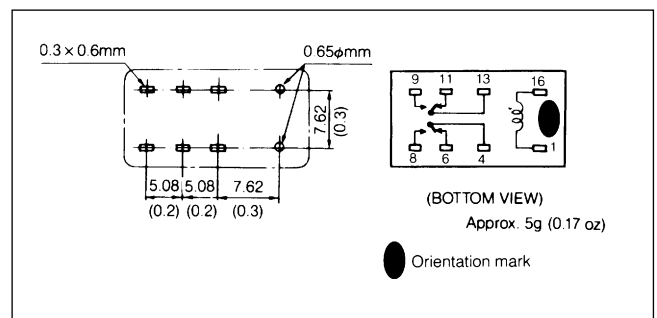 0.3 × 0.6mm
0.65ϕmm
7.62
(0.3)
5.08 5.08 7.62
(0.2) (0.2) (0.3)
9 11 13 16
8 6 4 1
(BOTTOM VIEW)
Approx. 5g (0.17 oz)
Orientation mark